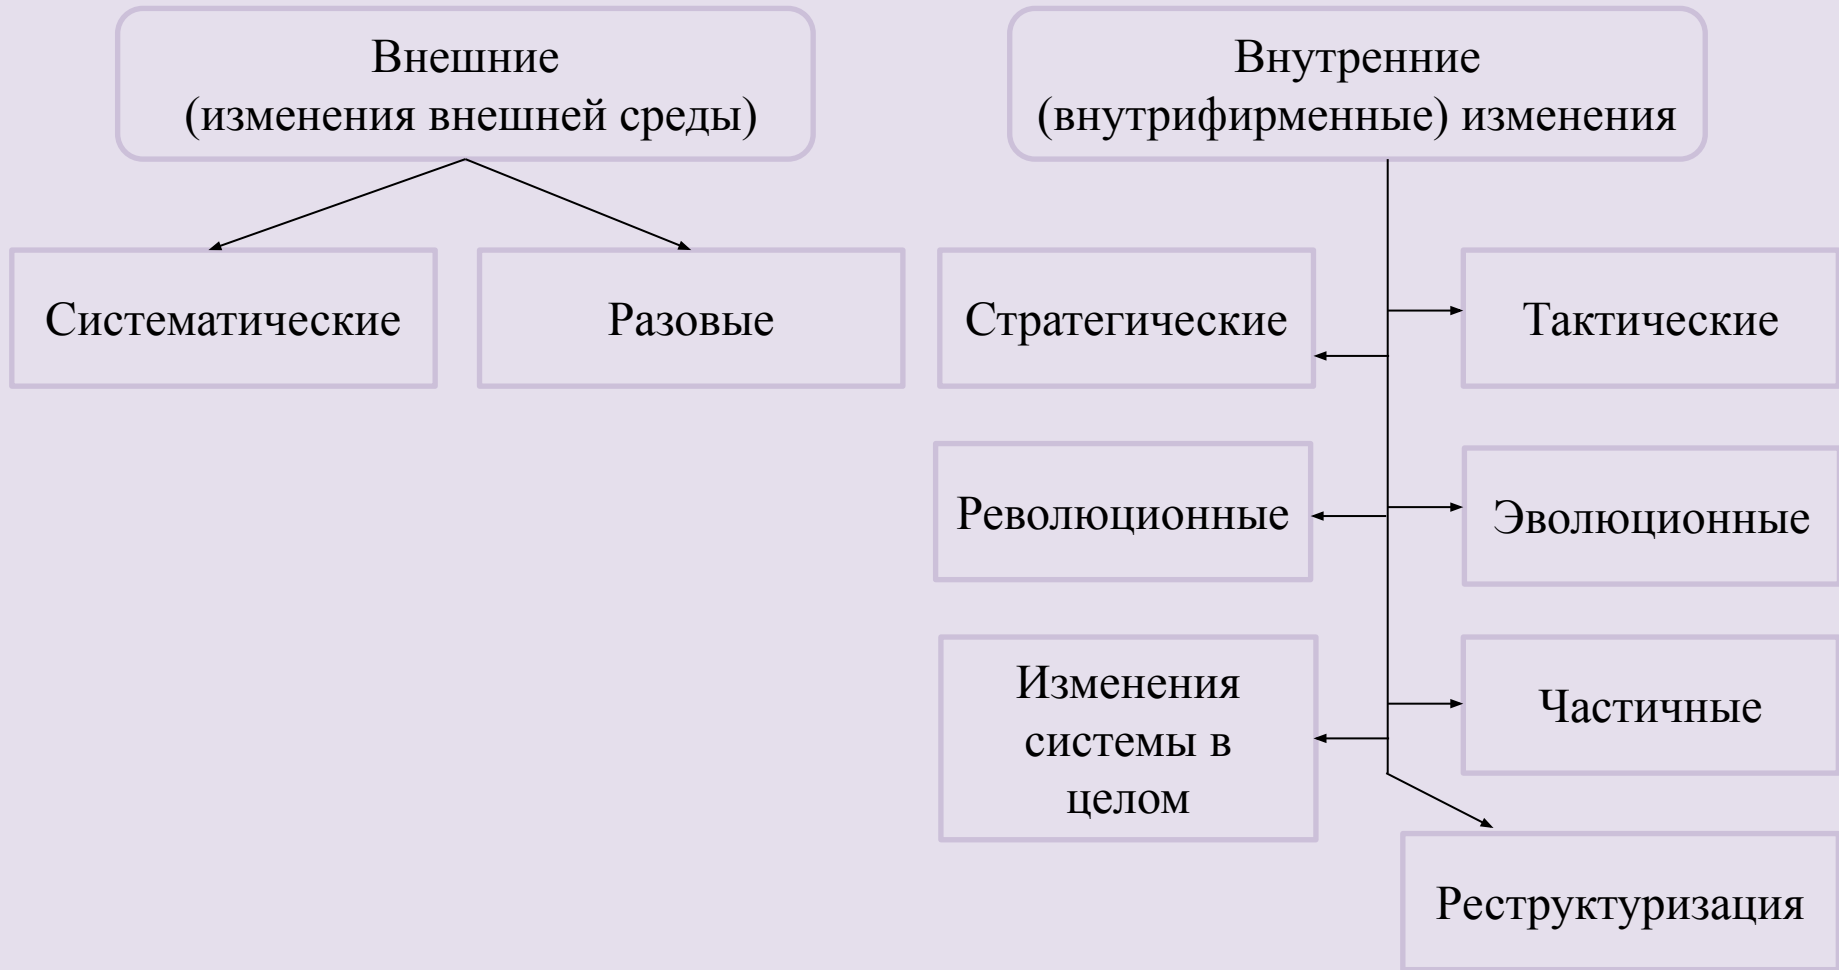 Внешние
(изменения внешней среды)
Внутренние
(внутрифирменные) изменения
Систематические
Разовые
Стратегические
Тактические
Революционные
Эволюционные
Изменения
системы в
целом
Частичные
Реструктуризация